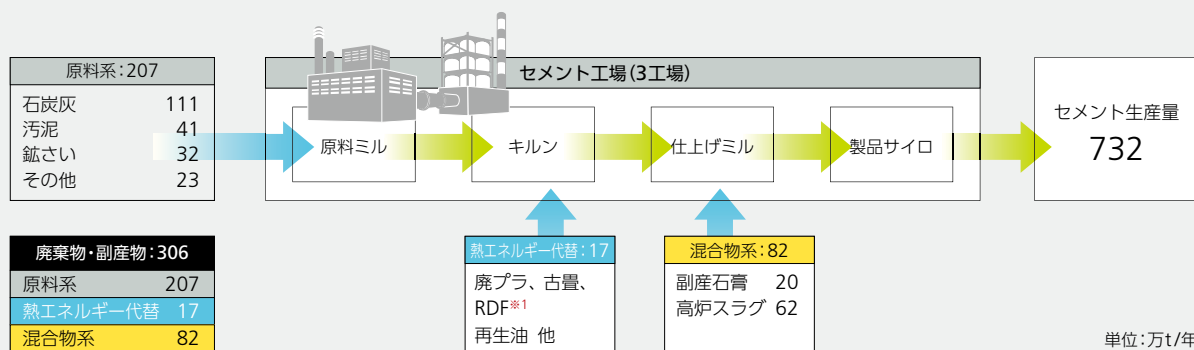 原料系：207
石炭灰 111
汚泥 41
鉱さい 32
その他 23
セメント工場（3工場）
原料ミル
キルン
仕上げミル
製品サイロ
セメント生産量
732
廃棄物・副産物：306
原料系 207
熱エネルギー代替 17
混合物系 82
熱エネルギー代替：17
廃プラ、古畳、
RDF※1
再生油 他
混合物系：82
副産石膏 20
高炉スラグ 62
単位：万t/年